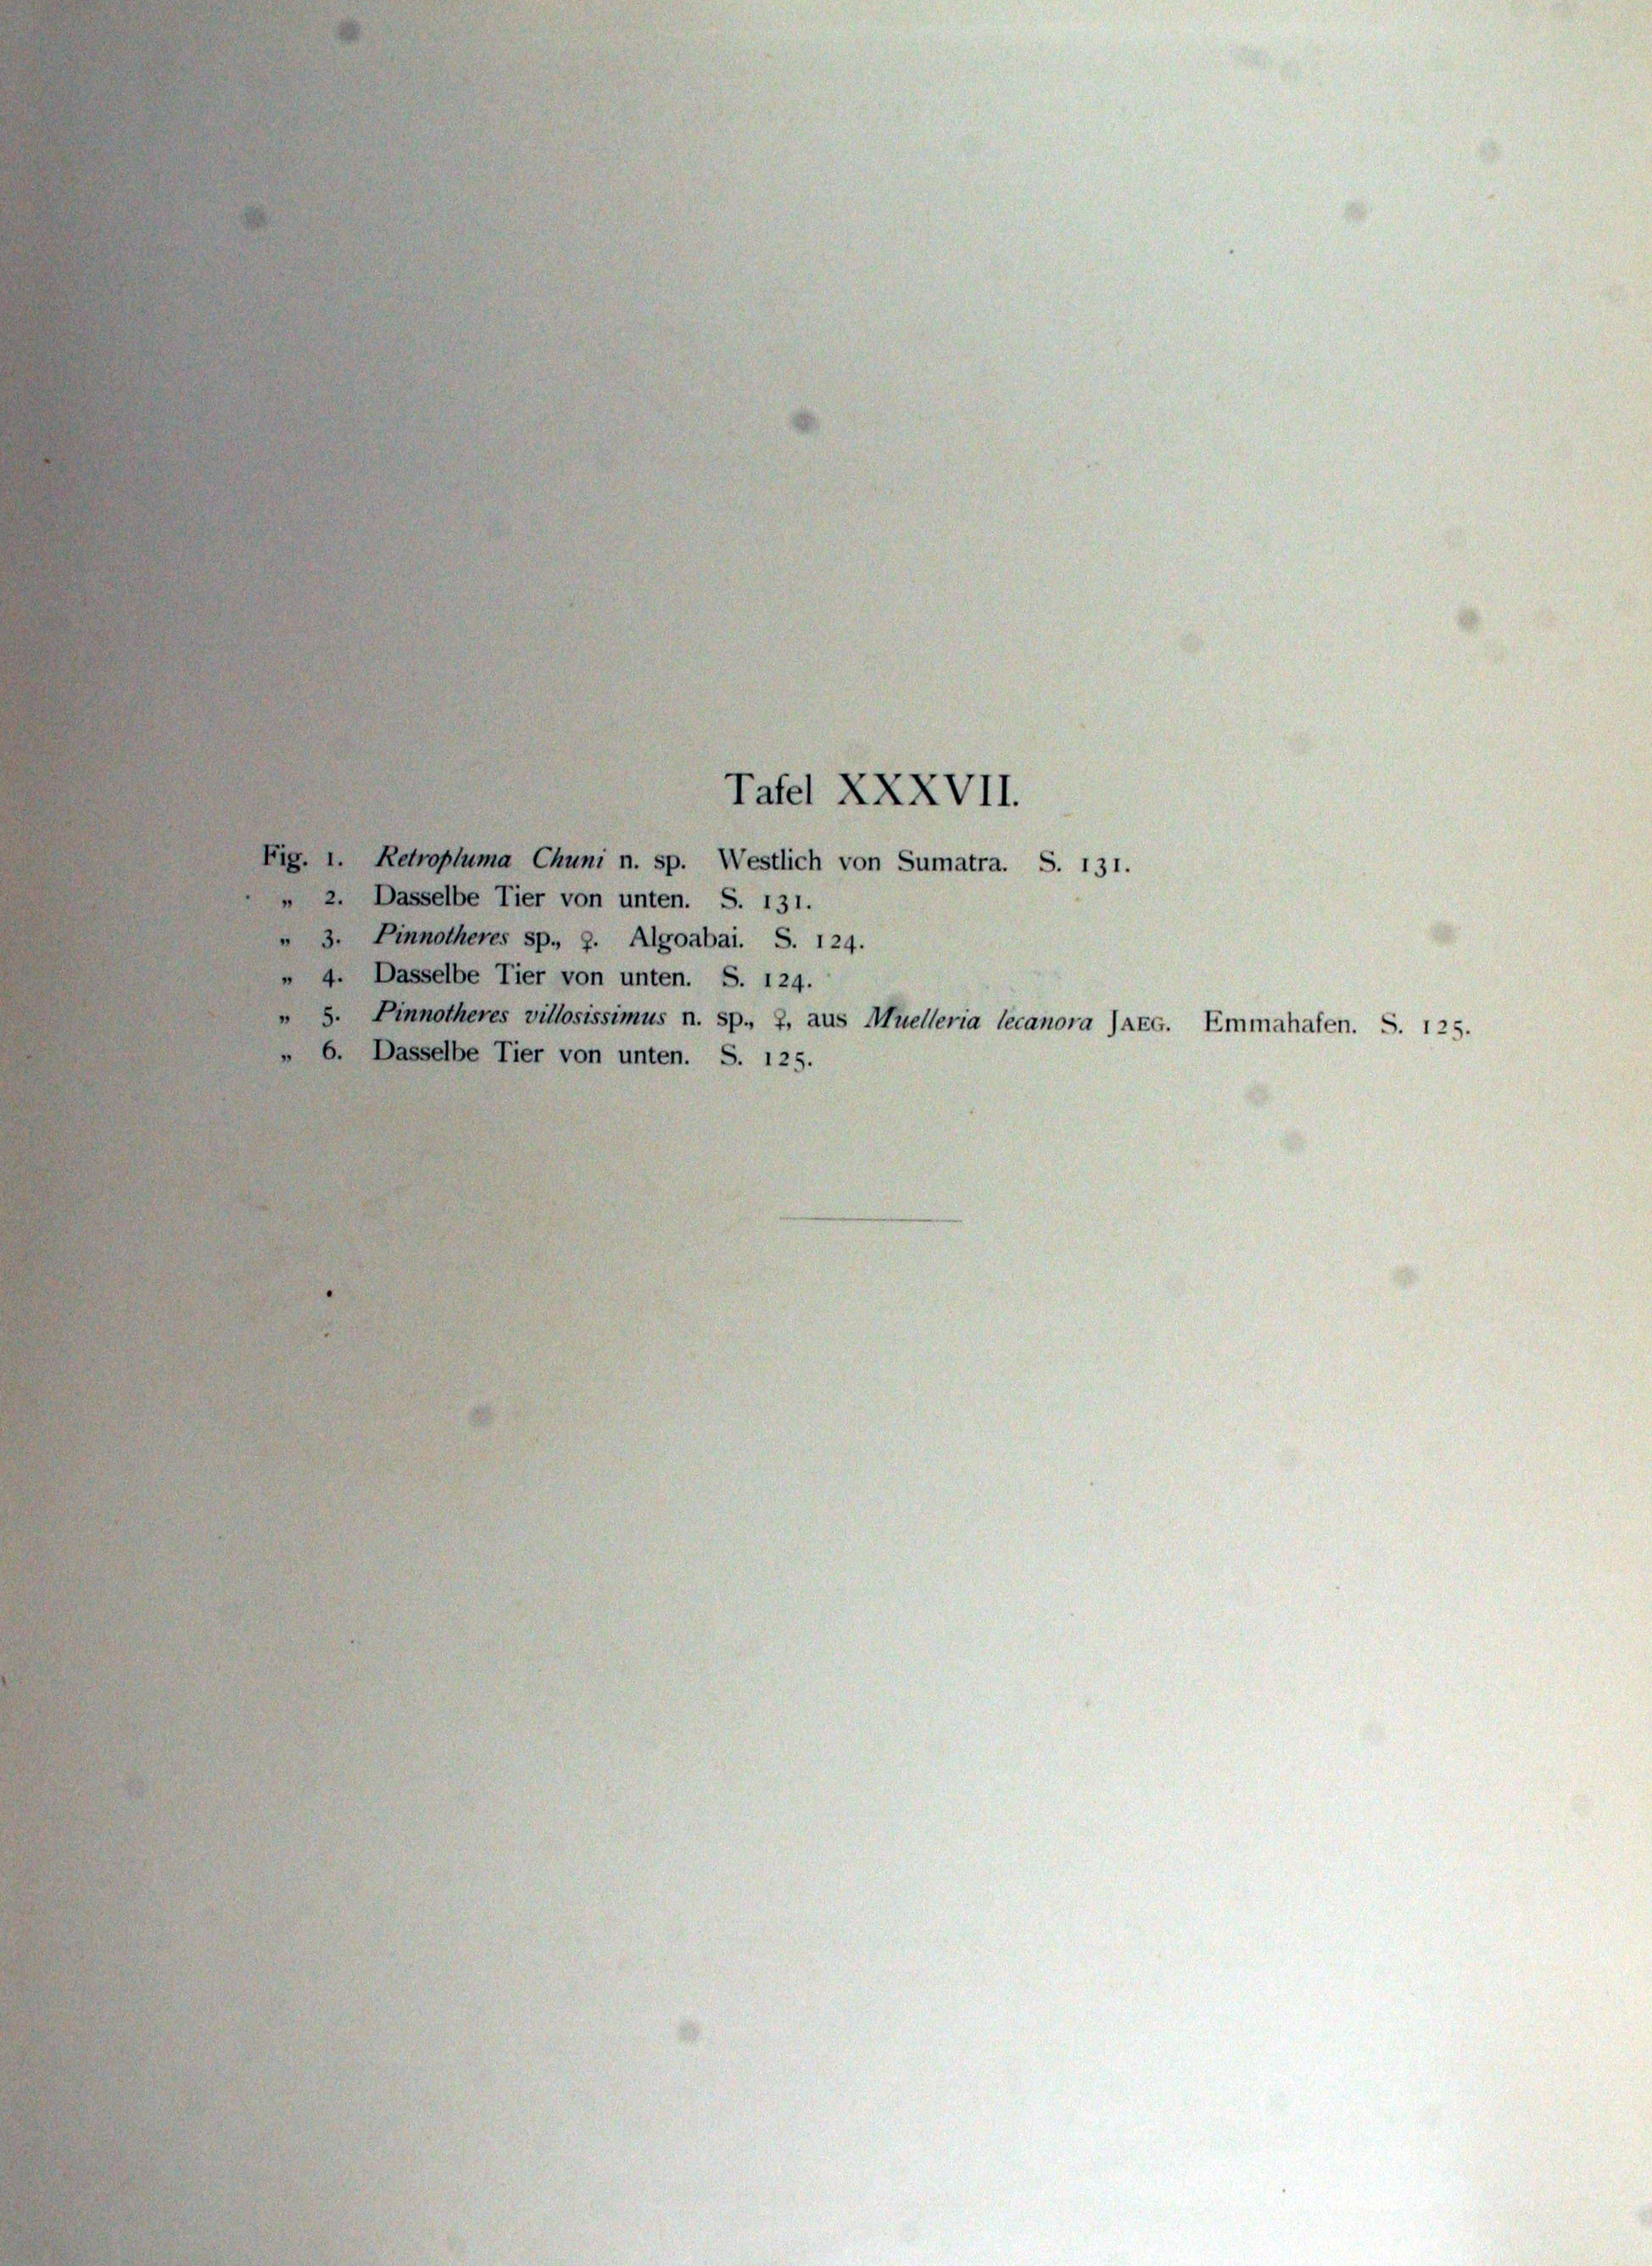 Tafel XXXVII.
Fig. 1. Retropluma Chuni n. sp. Westlich von Sumatra. S. 131.
„ 2. Dasselbe Tier von unten. S. 131.
„ 3. Pinnotheres sp., ♀. Algoabai. S. 124.
„ 4. Dasselbe Tier von unten. S. 124.
„ 5. Pinnotheres villosissimus n. sp., ♀, aus Muelleria lecanora JAEG. Emmahafen. S. 125.
„ 6. Dasselbe Tier von unten. S. 125.